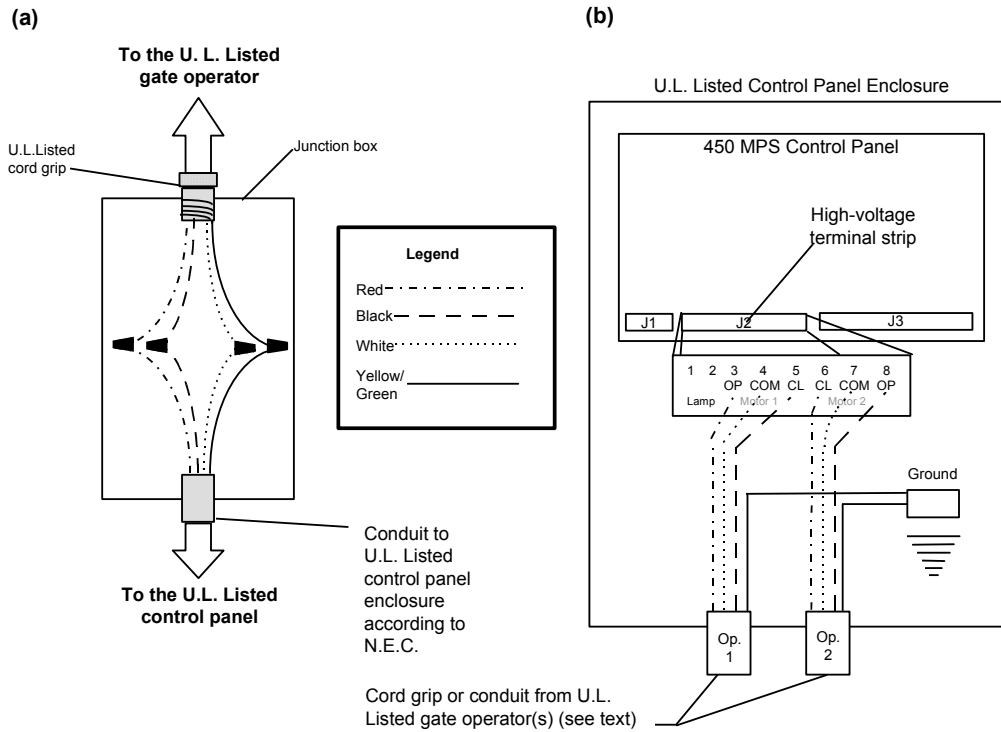 (a)
To the U. L. Listed
gate operator
U.L.Listed
cord grip
Junction box
Legend
Red
Black
White
Yellow/
Green
Conduit to
U.L. Listed
control panel
enclosure
according to
N.E.C.
To the U.L. Listed
control panel
(b)
U.L. Listed Control Panel Enclosure
450 MPS Control Panel
High-voltage
terminal strip
J1 J2 J3
1 2 3 4 5 6 7 8
OP COM CL CL COM OP
Lamp Motor 1 Motor 2
Ground
Op.
1
Op.
2
Cord grip or conduit from U.L.
Listed gate operator(s) (see text)